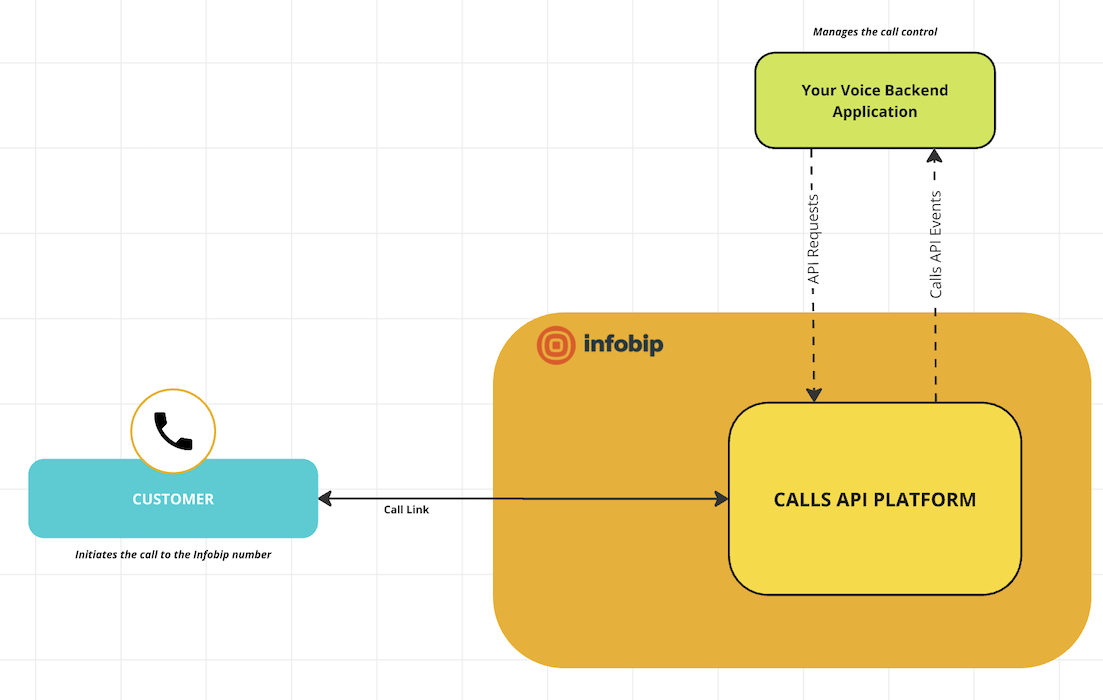 Manages the call control
Your Voice Backend
Application
API Requests
Calls API Events
infobip
CUSTOMER
Call Link
CALLS API PLATFORM
Initiates the call to the Infobip number